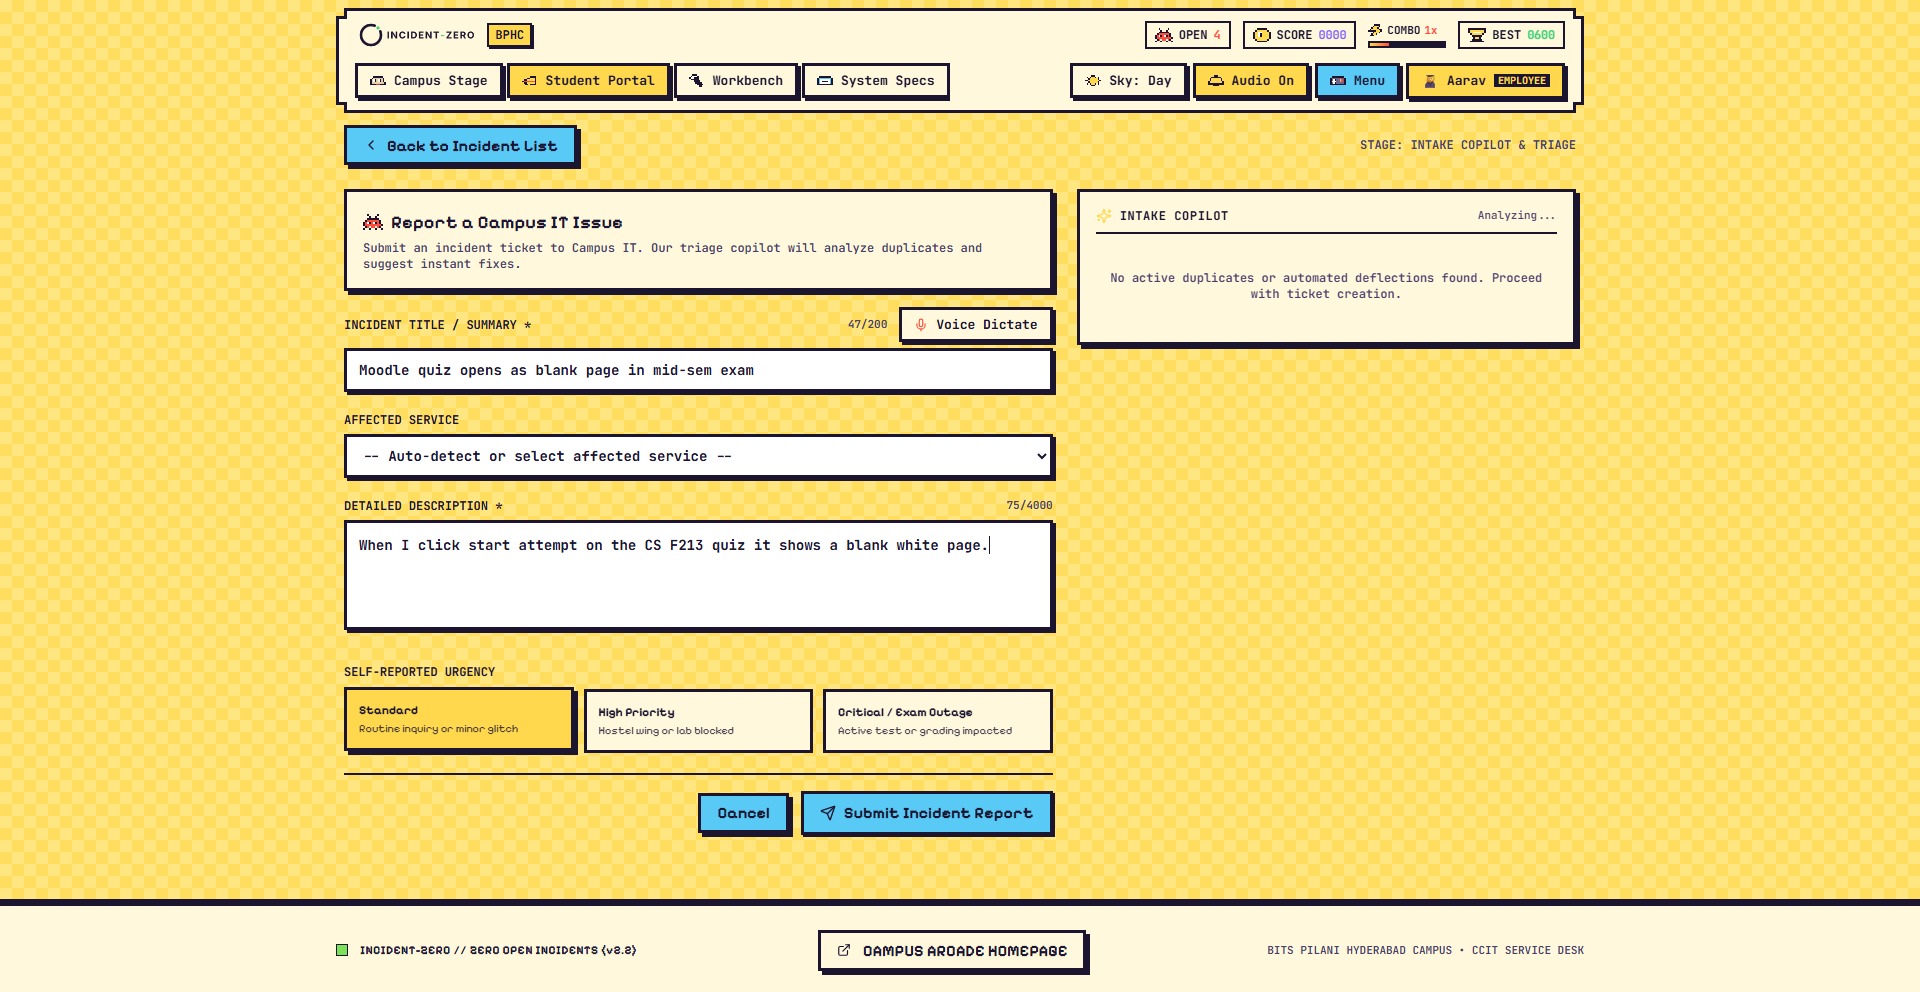 INCIDENT-ZERO BPHC
OPEN 4 SCORE 0000 COMBO 1x BEST 0600
Campus Stage Student Portal Workbench System Specs
Sky: Day Audio On Menu Aarav EMPLOYEE
Back to Incident List
STAGE: INTAKE COPILOT & TRIAGE
Report a Campus IT Issue
Submit an incident ticket to Campus IT. Our triage copilot will analyze duplicates and
suggest instant fixes.
INCIDENT TITLE / SUMMARY * 47/200 Voice Dictate
Moodle quiz opens as blank page in mid-sem exam
AFFECTED SERVICE
-- Auto-detect or select affected service --
DETAILED DESCRIPTION * 75/4000
When I click start attempt on the CS F213 quiz it shows a blank white page.
SELF-REPORTED URGENCY
Standard
Routine inquiry or minor glitch
High Priority
Hostel wing or lab blocked
Critical / Exam Outage
Active test or grading impacted
Cancel Submit Incident Report
INTAKE COPILOT Analyzing...
No active duplicates or automated deflections found. Proceed
with ticket creation.
INCIDENT-ZERO // ZERO OPEN INCIDENTS (v2.2)
CAMPUS ARCADE HOMEPAGE
BITS PILANI HYDERABAD CAMPUS • CCIT SERVICE DESK